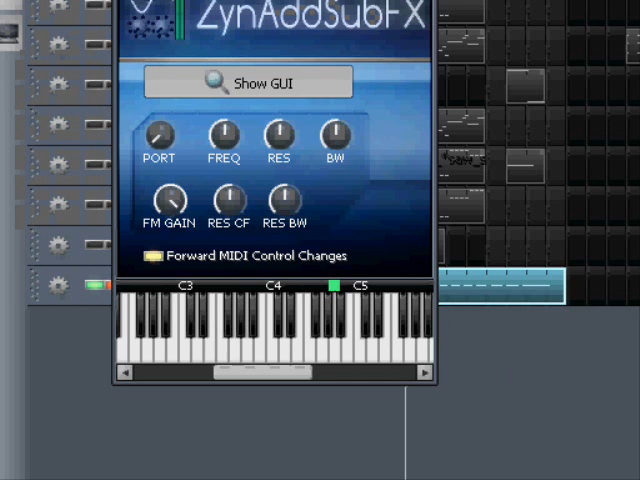 ZynAddSubFX
Show GUI
PORT FREQ RES BW
FM GAIN RES CF RES BW
Forward MIDI Control Changes
C3 C4 C5